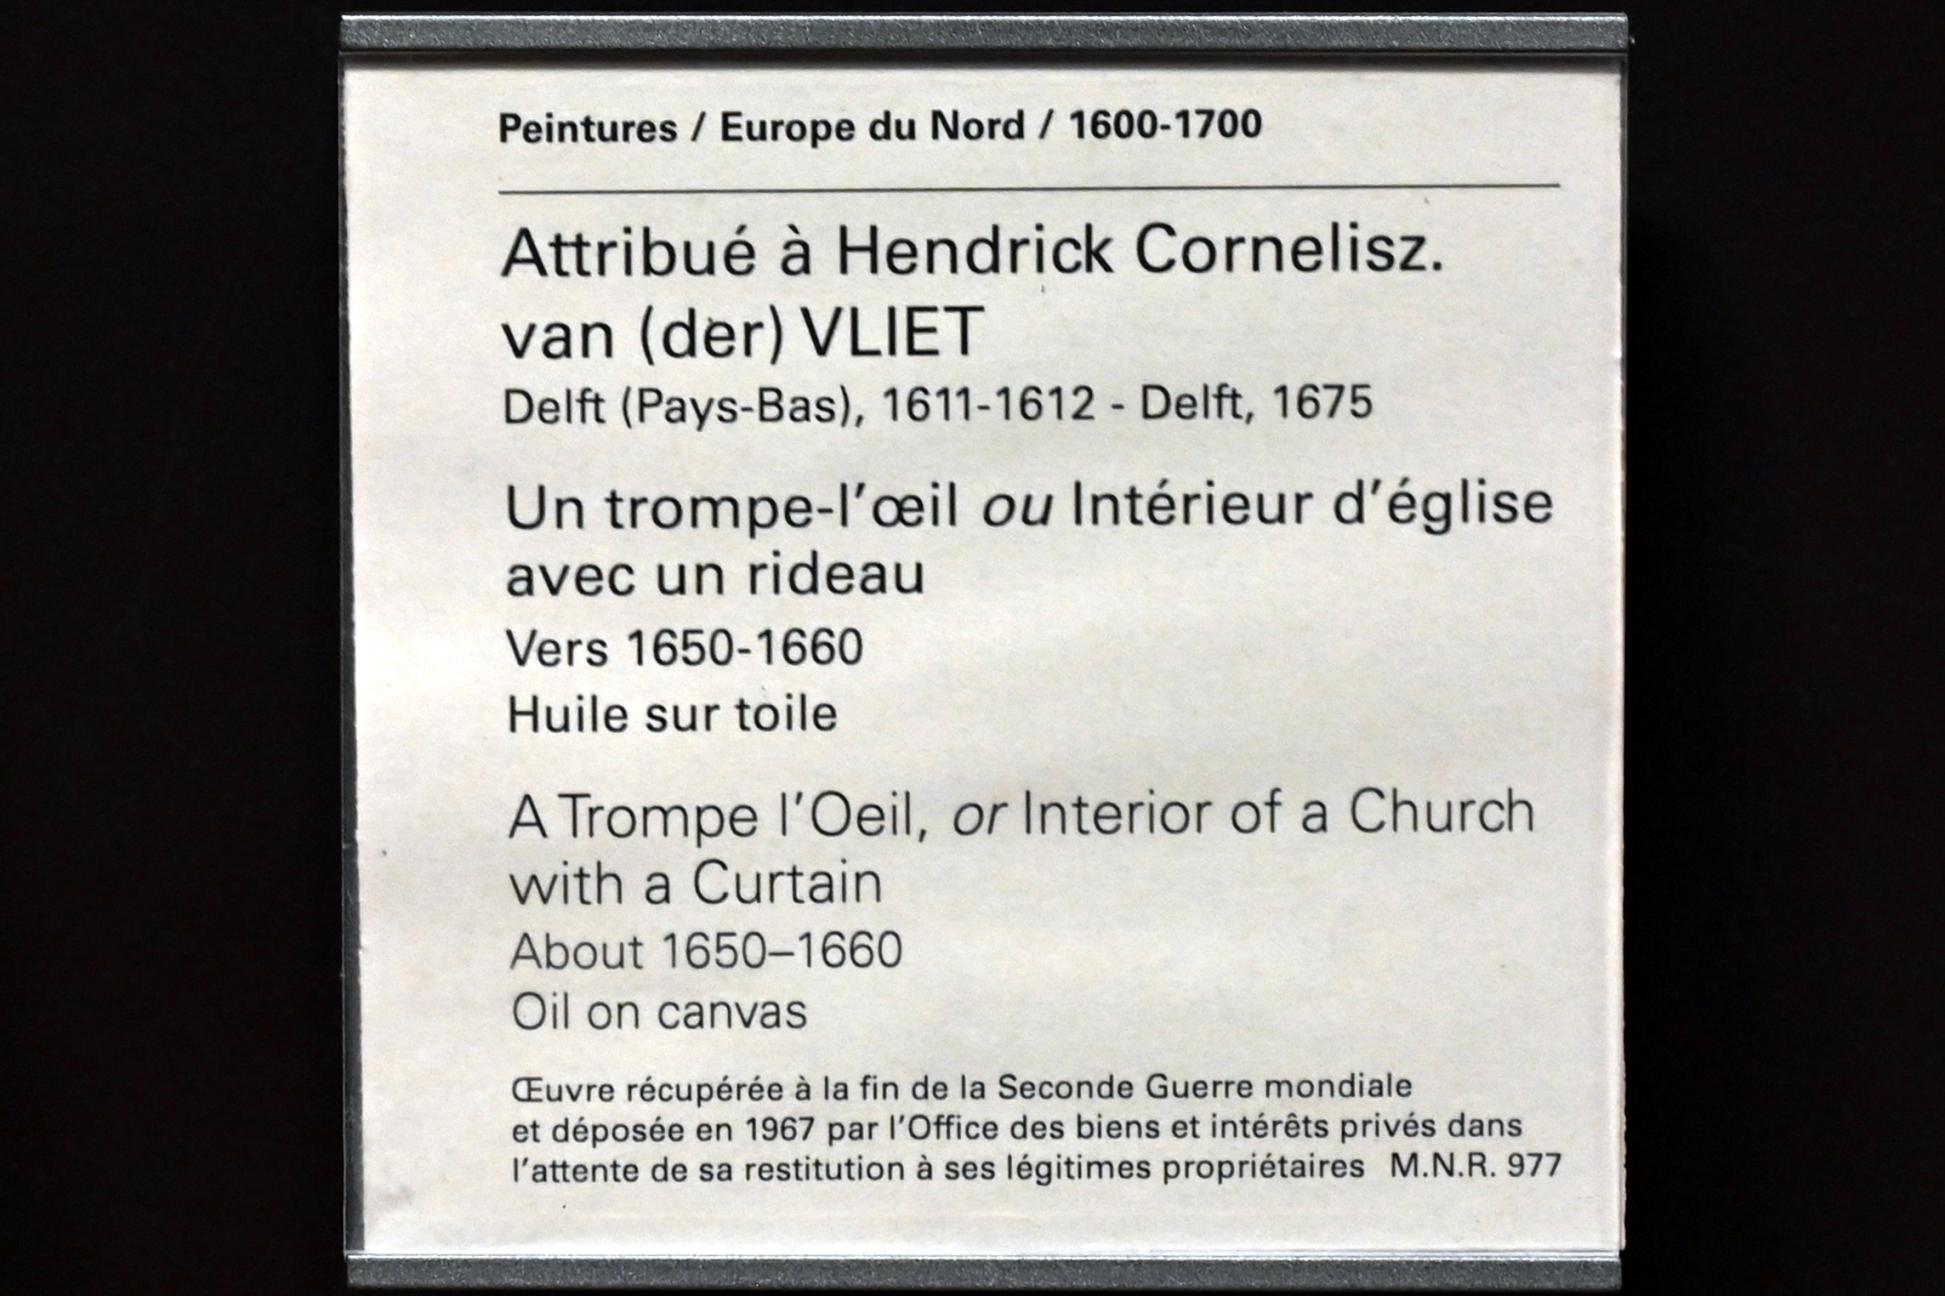 Peintures / Europe du Nord / 1600-1700
Attribué à Hendrick Cornelisz.
van (der) VLIET
Delft (Pays-Bas), 1611-1612 - Delft, 1675
Un trompe-l'œil ou Intérieur d'église
avec un rideau
Vers 1650-1660
Huile sur toile
A Trompe l'Oeil, or Interior of a Church
with a Curtain
About 1650–1660
Oil on canvas
Œuvre récupérée à la fin de la Seconde Guerre mondiale
et déposée en 1967 par l'Office des biens et intérêts privés dans
l'attente de sa restitution à ses légitimes propriétaires M.N.R. 977